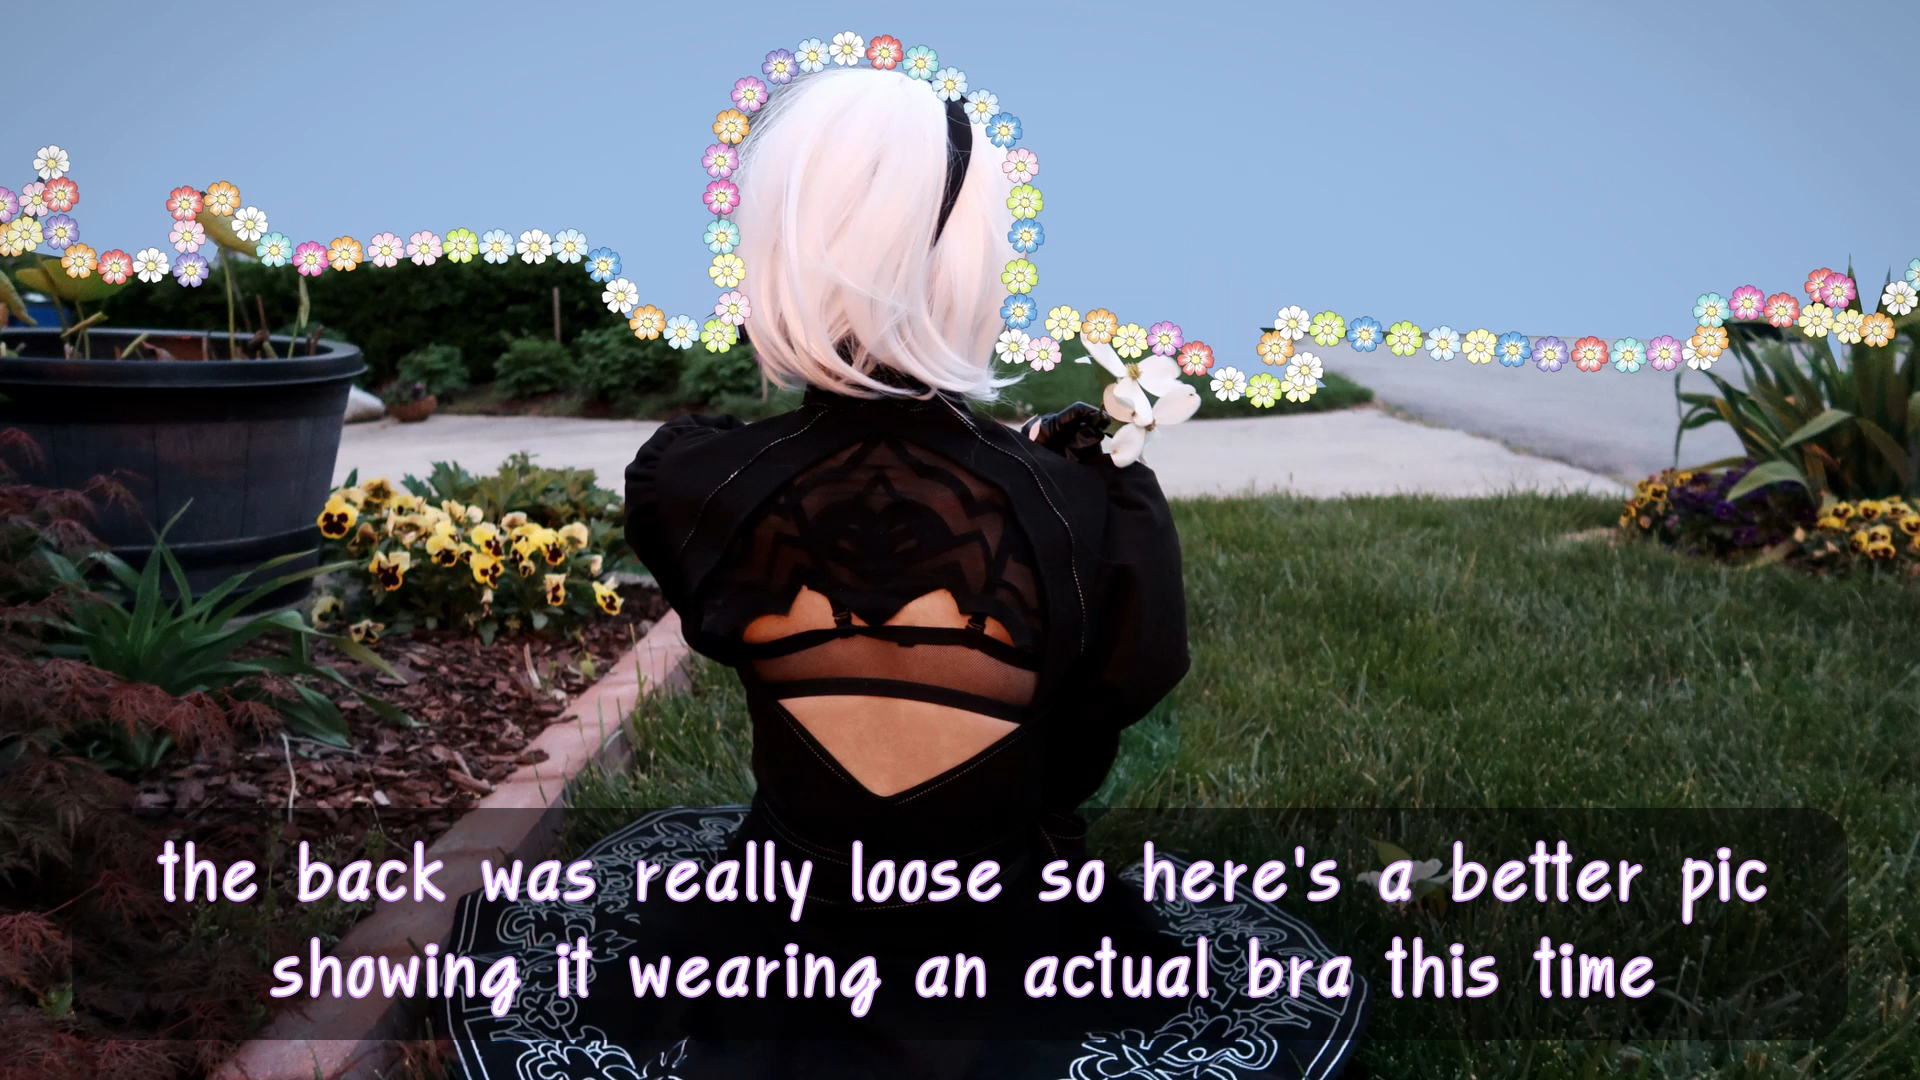 the back was really loose so here's a better pic
showing it wearing an actual bra this time